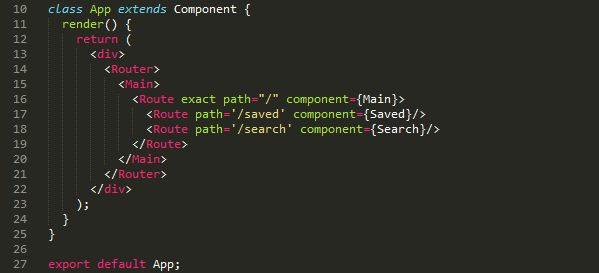 10 class App extends Component {
11   render() {
12     return (
13       <div>
14         <Router>
15           <Main>
16             <Route exact path="/" component={Main}>
17               <Route path='/saved' component={Saved}/>
18               <Route path='/search' component={Search}/>
19             </Route>
20           </Main>
21         </Router>
22       </div>
23     );
24   }
25 }
26
27 export default App;